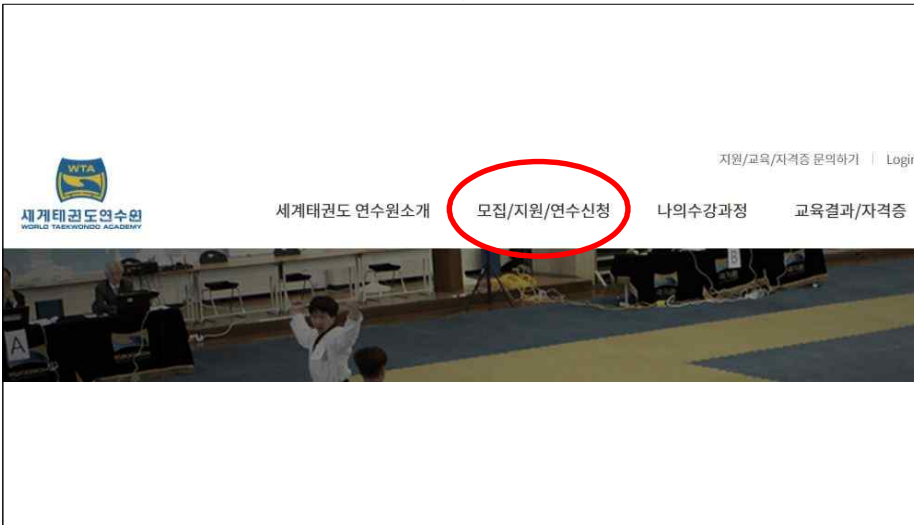 지원/교육/자격증 문의하기 | Login
WTA
세계태권도연수원
WORLD TAEKWONDO ACADEMY
세계태권도 연수원소개 모집/지원/연수신청 나의수강과정 교육결과/자격증
B
A